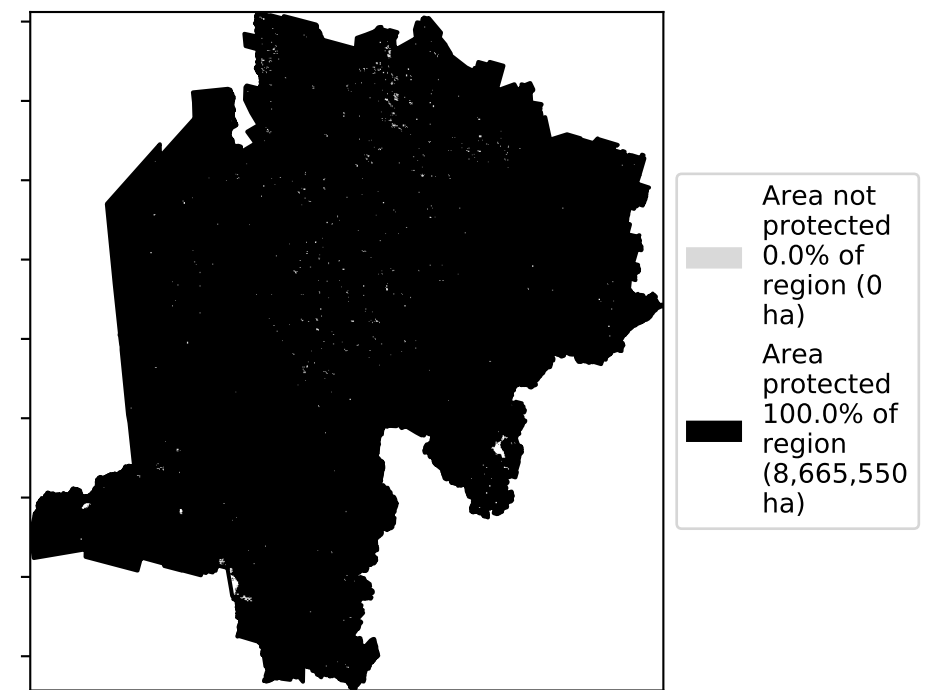 Area not
protected
0.0% of
region (0
ha)
Area
protected
100.0% of
region
(8,665,550
ha)